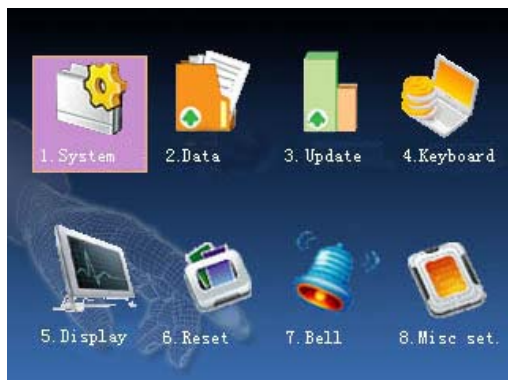 1.System
2.Data
3.Update
4.Keyboard
5.Display
6.Reset
7.Bell
8.Misc set.